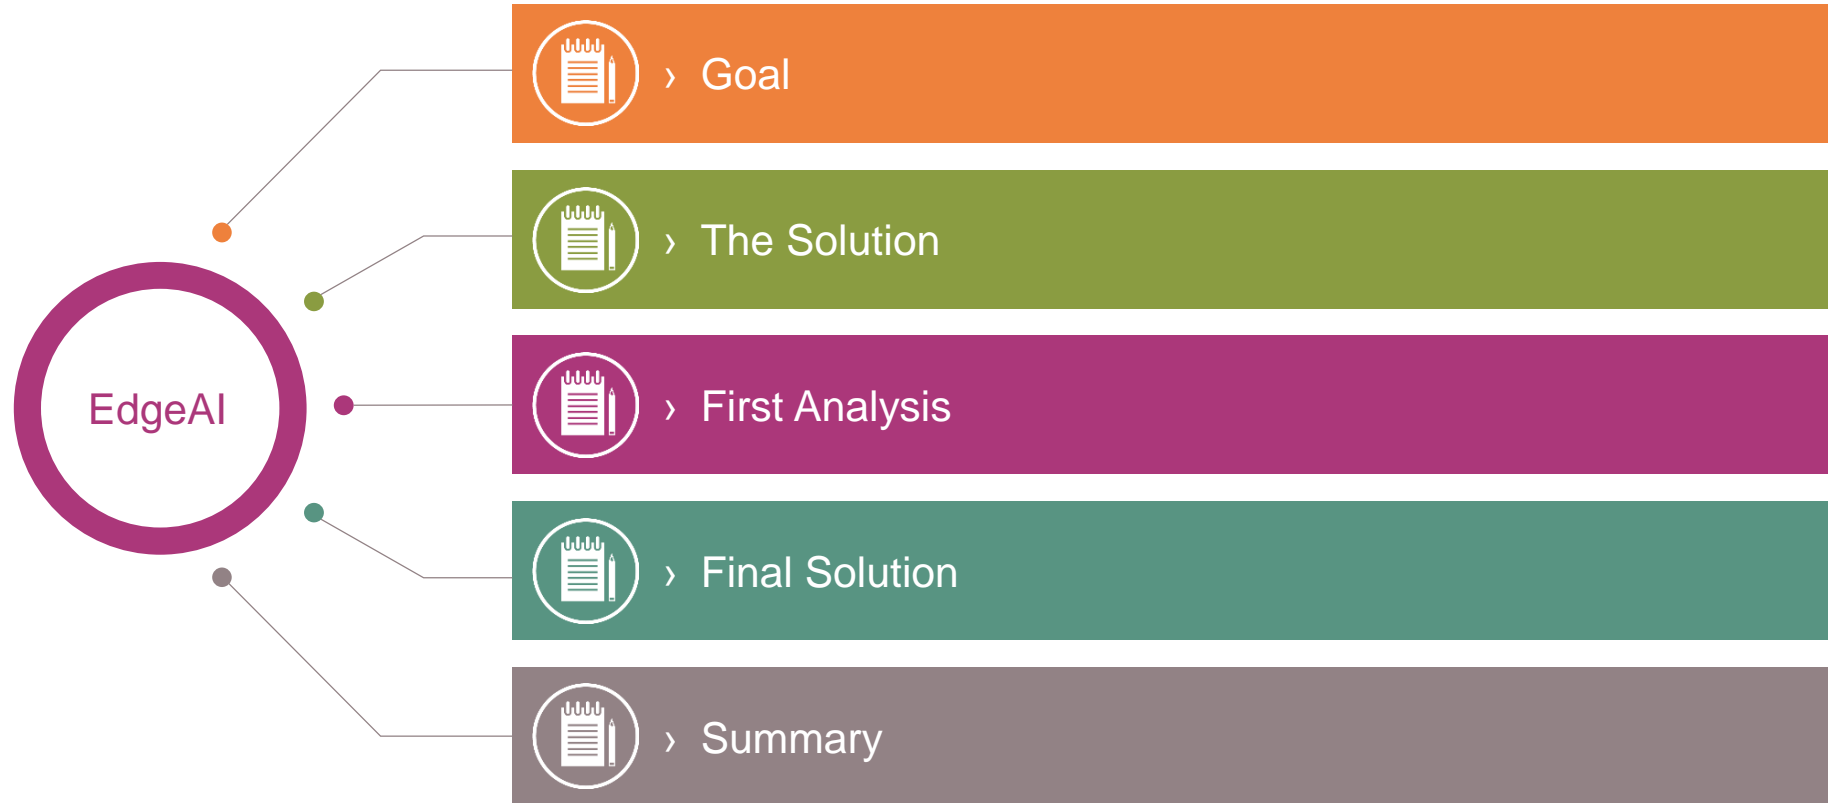 EdgeAI
› Goal
› The Solution
› First Analysis
› Final Solution
› Summary